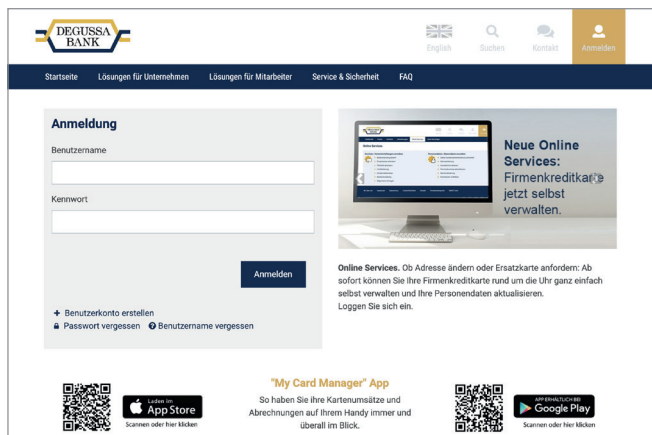 DEGUSSA
BANK
English
Suchen
Kontakt
Anmelden
Startseite
Lösungen für Unternehmen
Lösungen für Mitarbeiter
Service & Sicherheit
FAQ
Anmeldung
Benutzername
Kennwort
Anmelden
+ Benutzerkonto erstellen
Passwort vergessen
Benutzername vergessen
Neue Online
Services:
Firmenkreditkarte
jetzt selbst
verwalten.
Online Services. Ob Adresse ändern oder Ersatzkarte anfordern: Ab
sofort können Sie Ihre Firmenkreditkarte rund um die Uhr ganz einfach
selbst verwalten und Ihre Personendaten aktualisieren.
Loggen Sie sich ein.
Laden im
App Store
Scannen oder hier klicken
"My Card Manager" App
So haben Sie ihre Kartenumsätze und
Abrechnungen auf Ihrem Handy immer und
überall im Blick.
APP ERHÄLTLICH BEI
Google Play
Scannen oder hier klicken